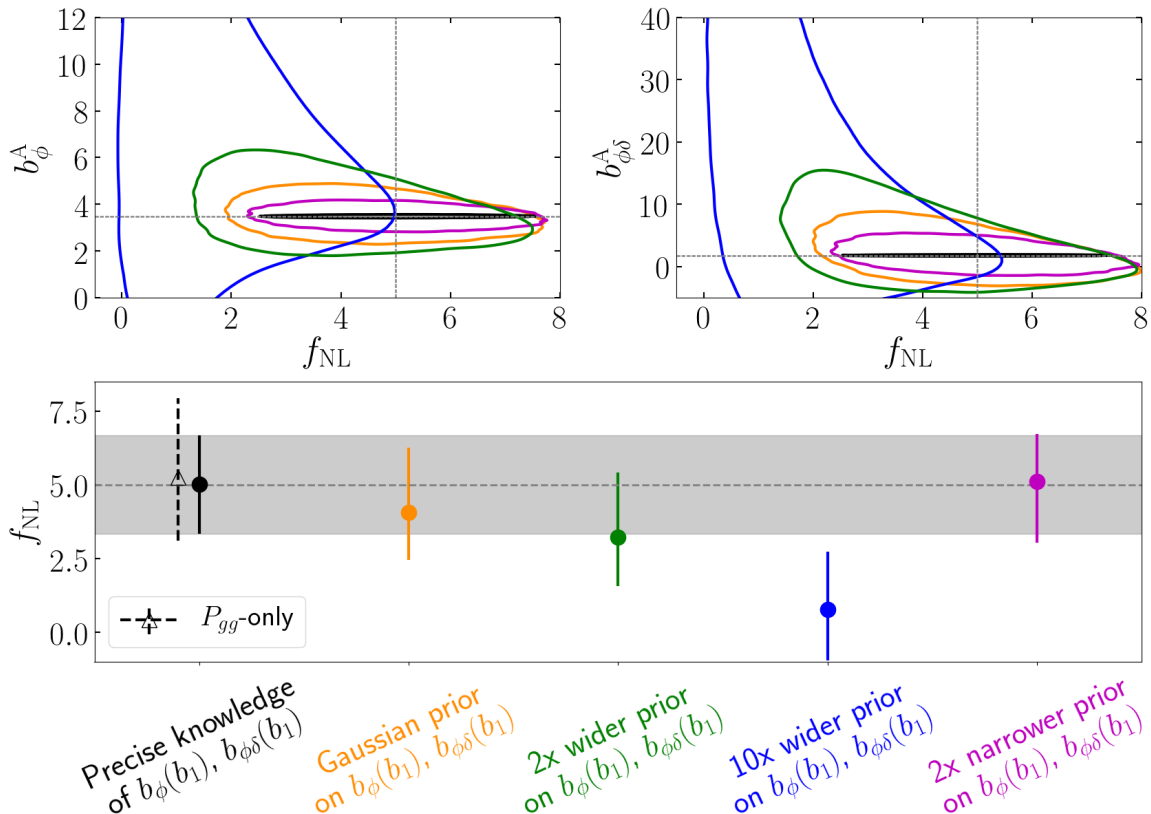 12
10
8
6
4
2
0
b_ϕ^A
0 2 4 6 8
f_NL
40
30
20
10
0
b_ϕδ^A
0 2 4 6 8
f_NL
7.5
5.0
2.5
0.0
f_NL
P_gg-only
Precise knowledge
of b_ϕ(b_1), b_ϕδ(b_1)
Gaussian prior
on b_ϕ(b_1), b_ϕδ(b_1)
2x wider prior
on b_ϕ(b_1), b_ϕδ(b_1)
10x wider prior
on b_ϕ(b_1), b_ϕδ(b_1)
2x narrower prior
on b_ϕ(b_1), b_ϕδ(b_1)